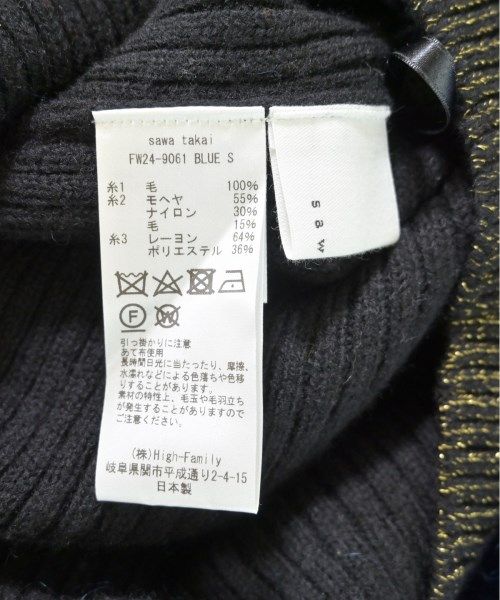 sawa takai
FW24-9061 BLUE S
糸1 毛 100%
糸2 モヘヤ 55%
ナイロン 30%
毛 15%
糸3 レーヨン 64%
ポリエステル 36%
F
W
引っ掛かりに注意
あて布使用
長時間日光に当たったり、摩擦、
水濡れなどによる色落ちや色移
りすることがあります。
素材の特性上、毛玉や毛羽立ち
が発生することがありますので
ご注意ください。
(株)High-Family
岐阜県関市平成通り2-4-15
日本製
saw